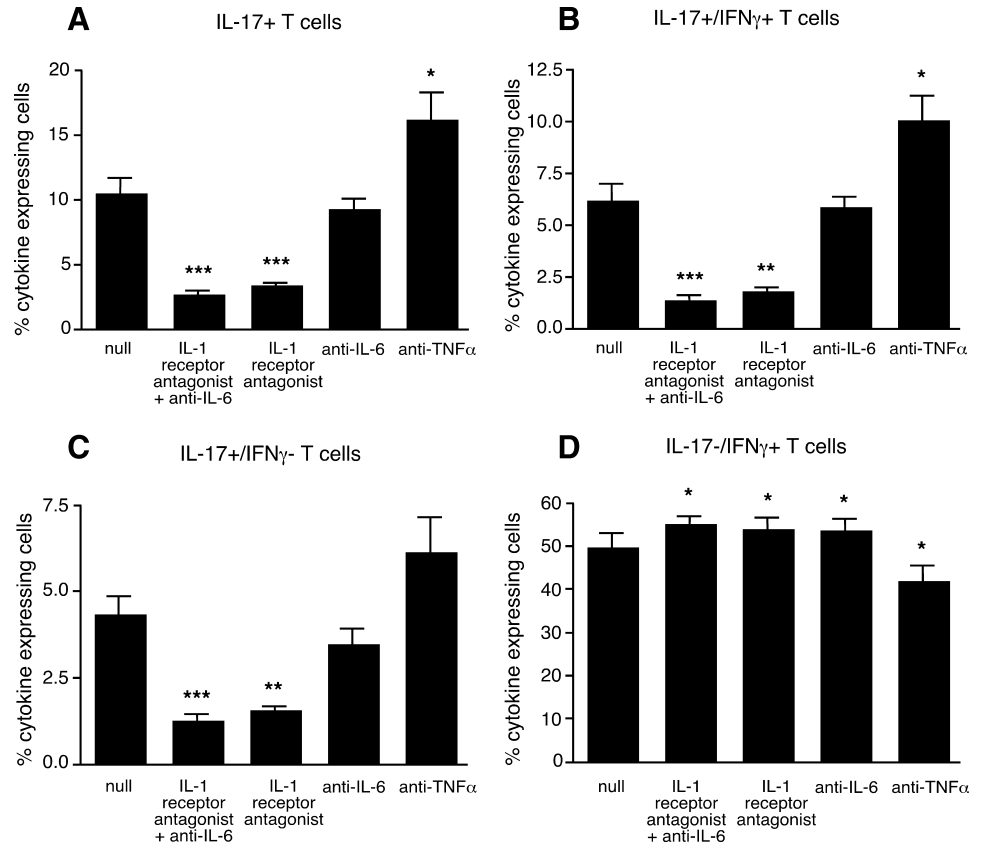 A
IL-17+ T cells
% cytokine expressing cells
20
15
10
5
0
*
***
***
null
IL-1
receptor
antagonist
+ anti-IL-6
IL-1
receptor
antagonist
anti-IL-6
anti-TNFα
B
IL-17+/IFNγ+ T cells
% cytokine expressing cells
12.5
10.0
7.5
5.0
2.5
0.0
*
***
**
null
IL-1
receptor
antagonist
+ anti-IL-6
IL-1
receptor
antagonist
anti-IL-6
anti-TNFα
C
IL-17+/IFNγ- T cells
% cytokine expressing cells
7.5
5.0
2.5
0.0
***
**
null
IL-1
receptor
antagonist
+ anti-IL-6
IL-1
receptor
antagonist
anti-IL-6
anti-TNFα
D
IL-17-/IFNγ+ T cells
% cytokine expressing cells
60
50
40
30
20
10
0
*
*
*
*
null
IL-1
receptor
antagonist
+ anti-IL-6
IL-1
receptor
antagonist
anti-IL-6
anti-TNFα